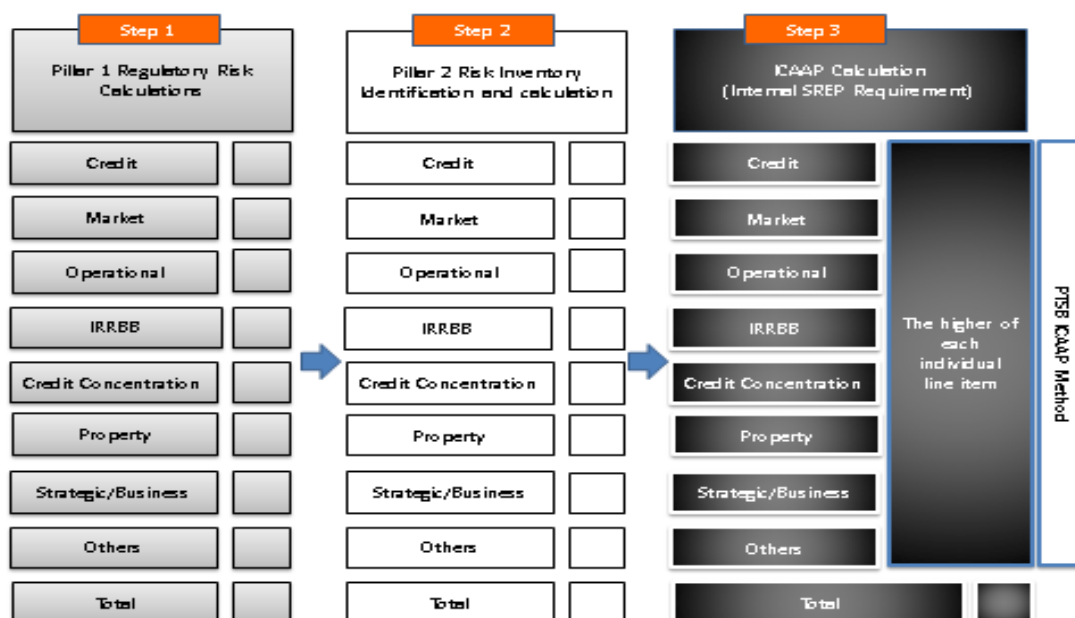 Step 1
Pillar 1 Regulatory Risk
Calculations
Credit
Market
Operational
IRRBB
Credit Concentration
Property
Strategic/Business
Others
Total
Step 2
Pillar 2 Risk Inventory
Identification and calculation
Credit
Market
Operational
IRRBB
Credit Concentration
Property
Strategic/Business
Others
Total
Step 3
ICAAP Calculation
(Internal SREP Requirement)
Credit
Market
Operational
IRRBB
Credit Concentration
Property
Strategic/Business
Others
Total
The higher of
each
individual
line item
PTSB ICAAP Method